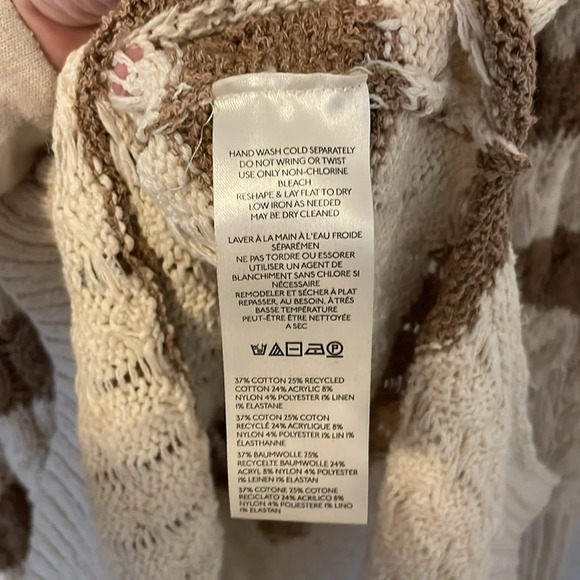 HAND WASH COLD SEPARATELY
DO NOT WRING OR TWIST
USE ONLY NON-CHLORINE
BLEACH
RESHAPE & LAY FLAT TO DRY
LOW IRON AS NEEDED
MAY BE DRY CLEANED
LAVER À LA MAIN À L'EAU FROIDE
SÉPARÉMEN
NE PAS TORDRE OU ESSORER
UTILISER UN AGENT DE
BLANCHIMENT SANS CHLORE SI
NÉCESSAIRE
REMODELER ET SÉCHER À PLAT
REPASSER, AU BESOIN, À TRÉS
BASSE TEMPÉRATURE
PEUT-ÊTRE ÊTRE NETTOYÉE
A SEC
P
37% COTTON 25% RECYCLED
COTTON 24% ACRYLIC 8%
NYLON 4% POLYESTER 1% LINEN
1% ELASTANE
37% COTON 25% COTON
RECYCLÉ 24% ACRYLIQUE 8%
NYLON 4% POLYESTER 1% LIN 1%
ÉLASTHANNE
37% BAUMWOLLE 25%
RECYCELTE BAUMWOLLE 24%
ACRYL 8% NYLON 4% POLYESTER
1% LEINEN 1% ELASTAN
37% COTONE 25% COTONE
RICICLATO 24% ACRILICO 8%
NYLON 4% POLIESTERE 1% LINO
1% ELASTAN